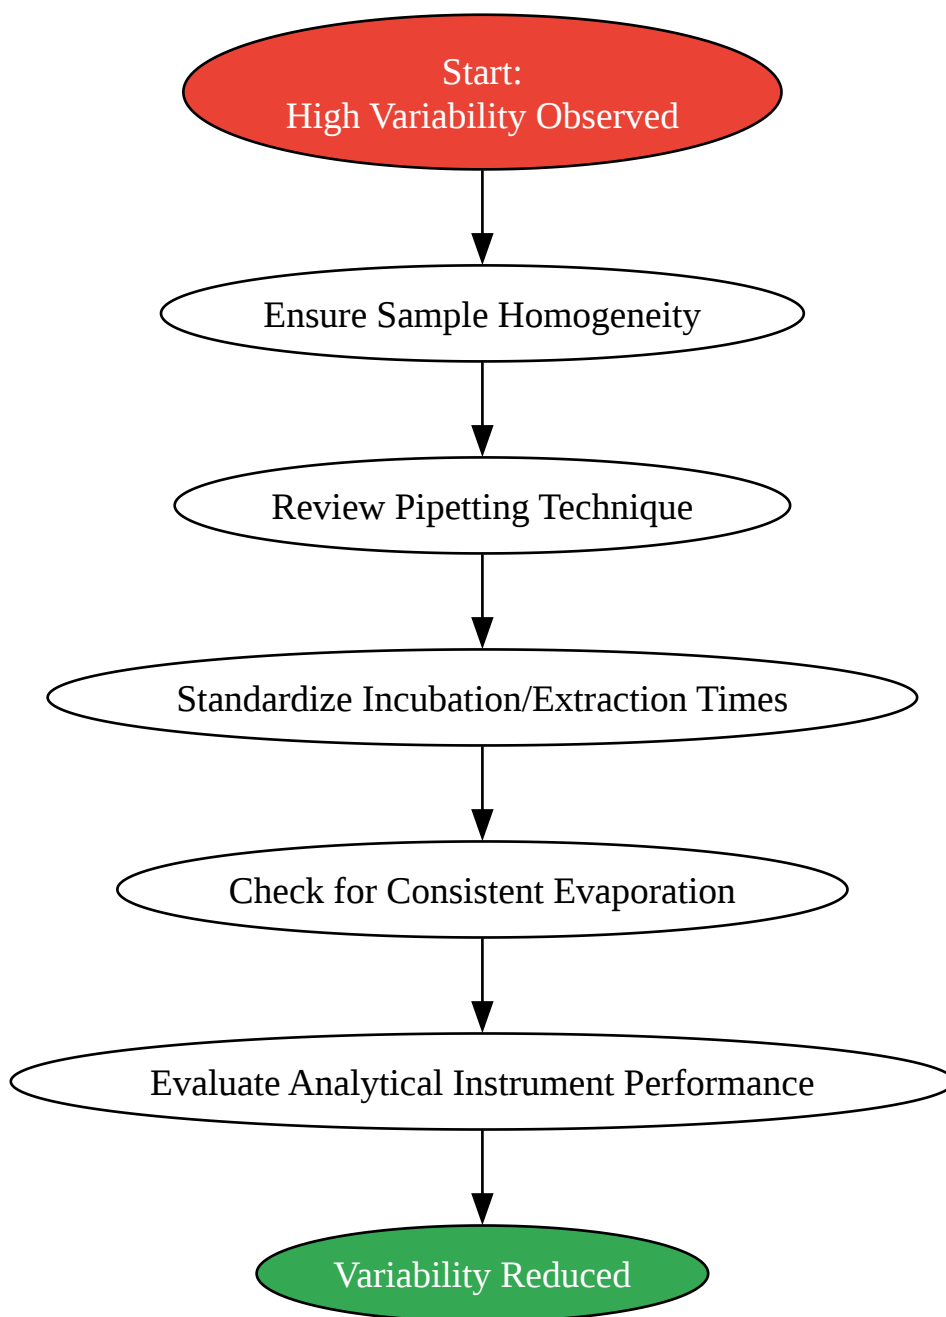 Start:
High Variability Observed
Ensure Sample Homogeneity
Review Pipetting Technique
Standardize Incubation/Extraction Times
Check for Consistent Evaporation
Evaluate Analytical Instrument Performance
Variability Reduced